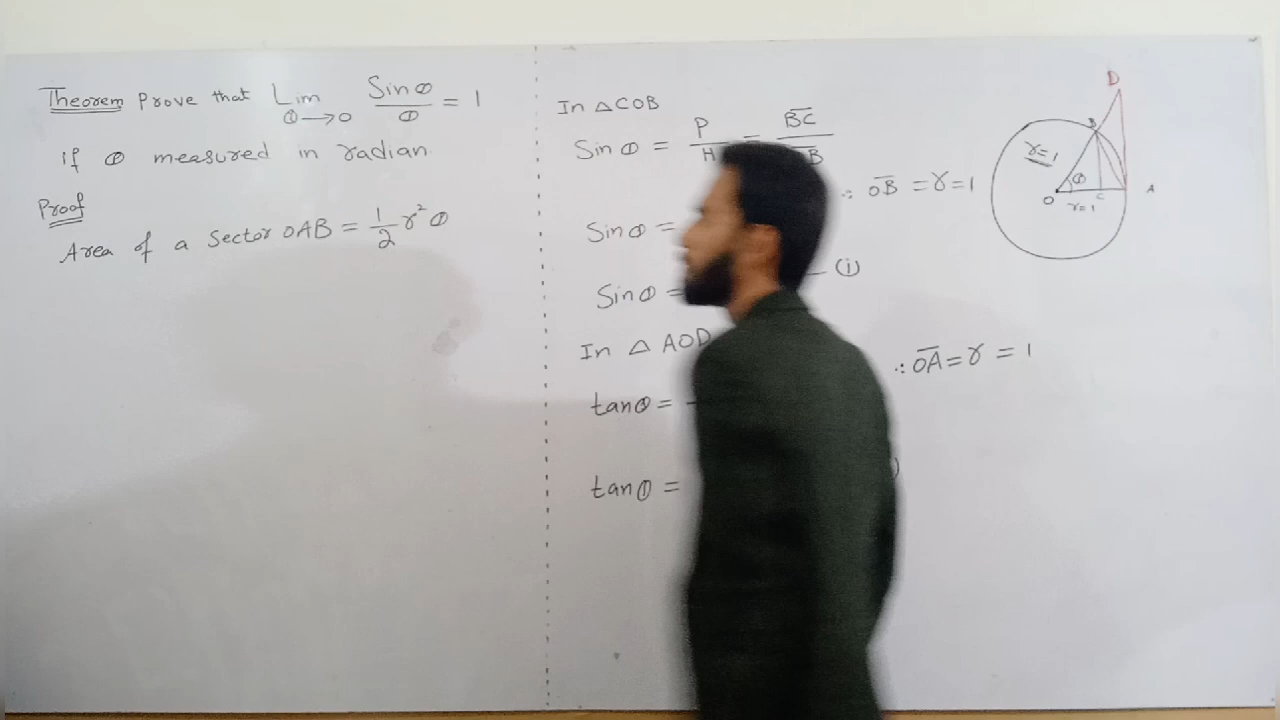 Theorem Prove that Lim θ→0 Sinθ/θ = 1
if θ measured in radian
Proof
Area of a Sector OAB = 1/2 r² θ
In △COB
Sinθ = P/H = BC/
∴ OB = r = 1
Sinθ =
Sinθ = (i)
In △AOD
∴ OA = r = 1
tanθ =
tanθ =
D
B
r=1
θ
O
C
A
r=1